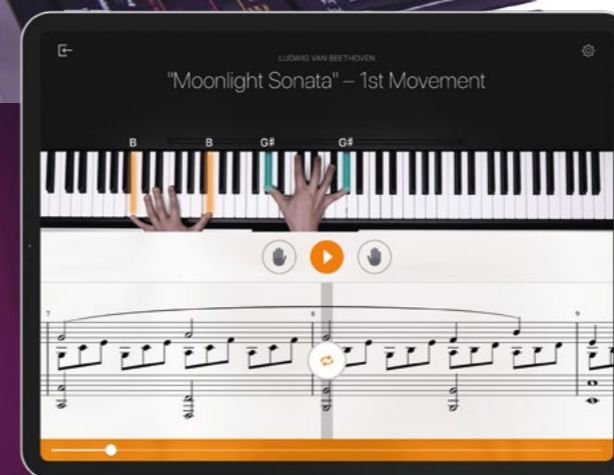 LUDWIG VAN BEETHOVEN
"Moonlight Sonata" – 1st Movement
B B G# G#
7 8 9